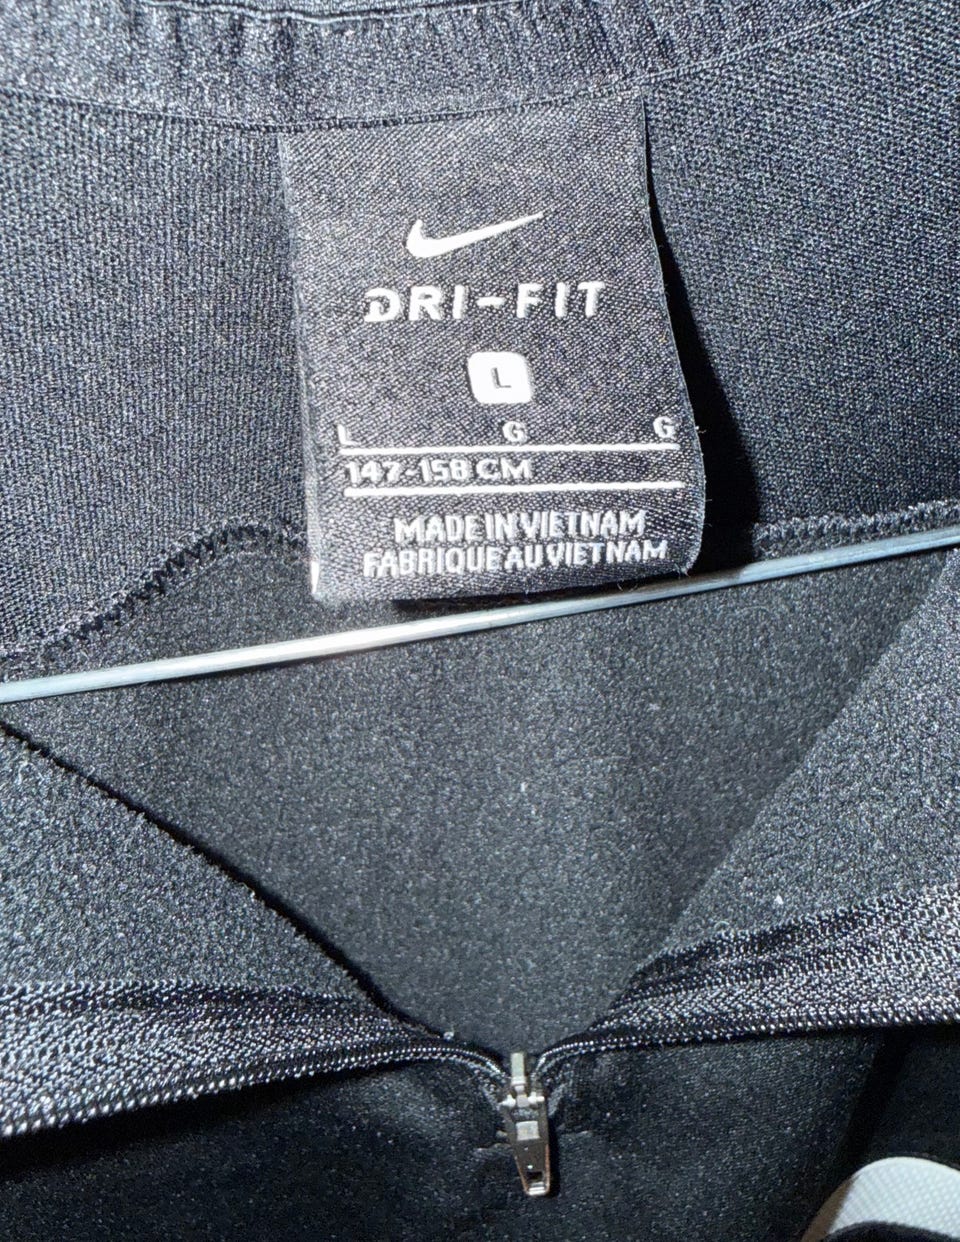 DRI-FIT
L
L G G
147-158 CM
MADE IN VIETNAM
FABRIQUE AU VIETNAM